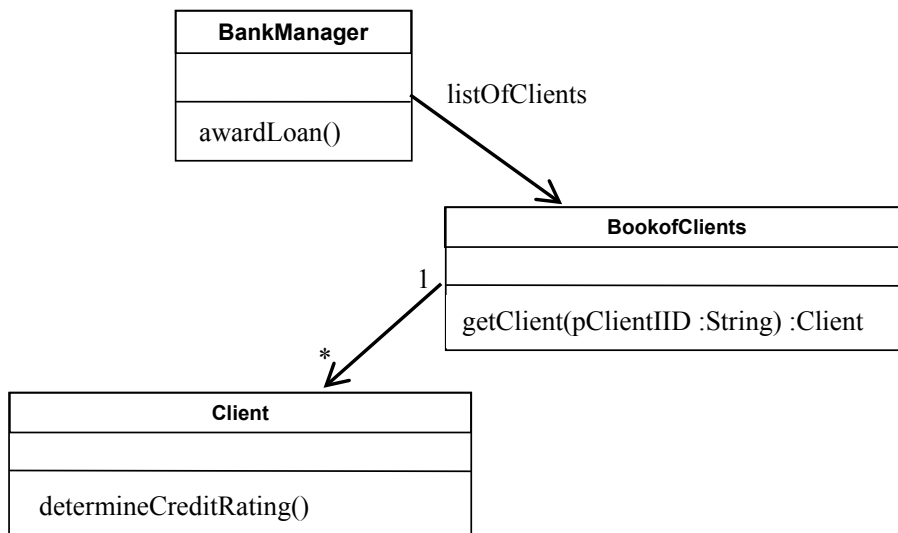 BankManager
listOfClients
awardLoan()
BookofClients
1
getClient(pClientIID :String) :Client
*
Client
determineCreditRating()